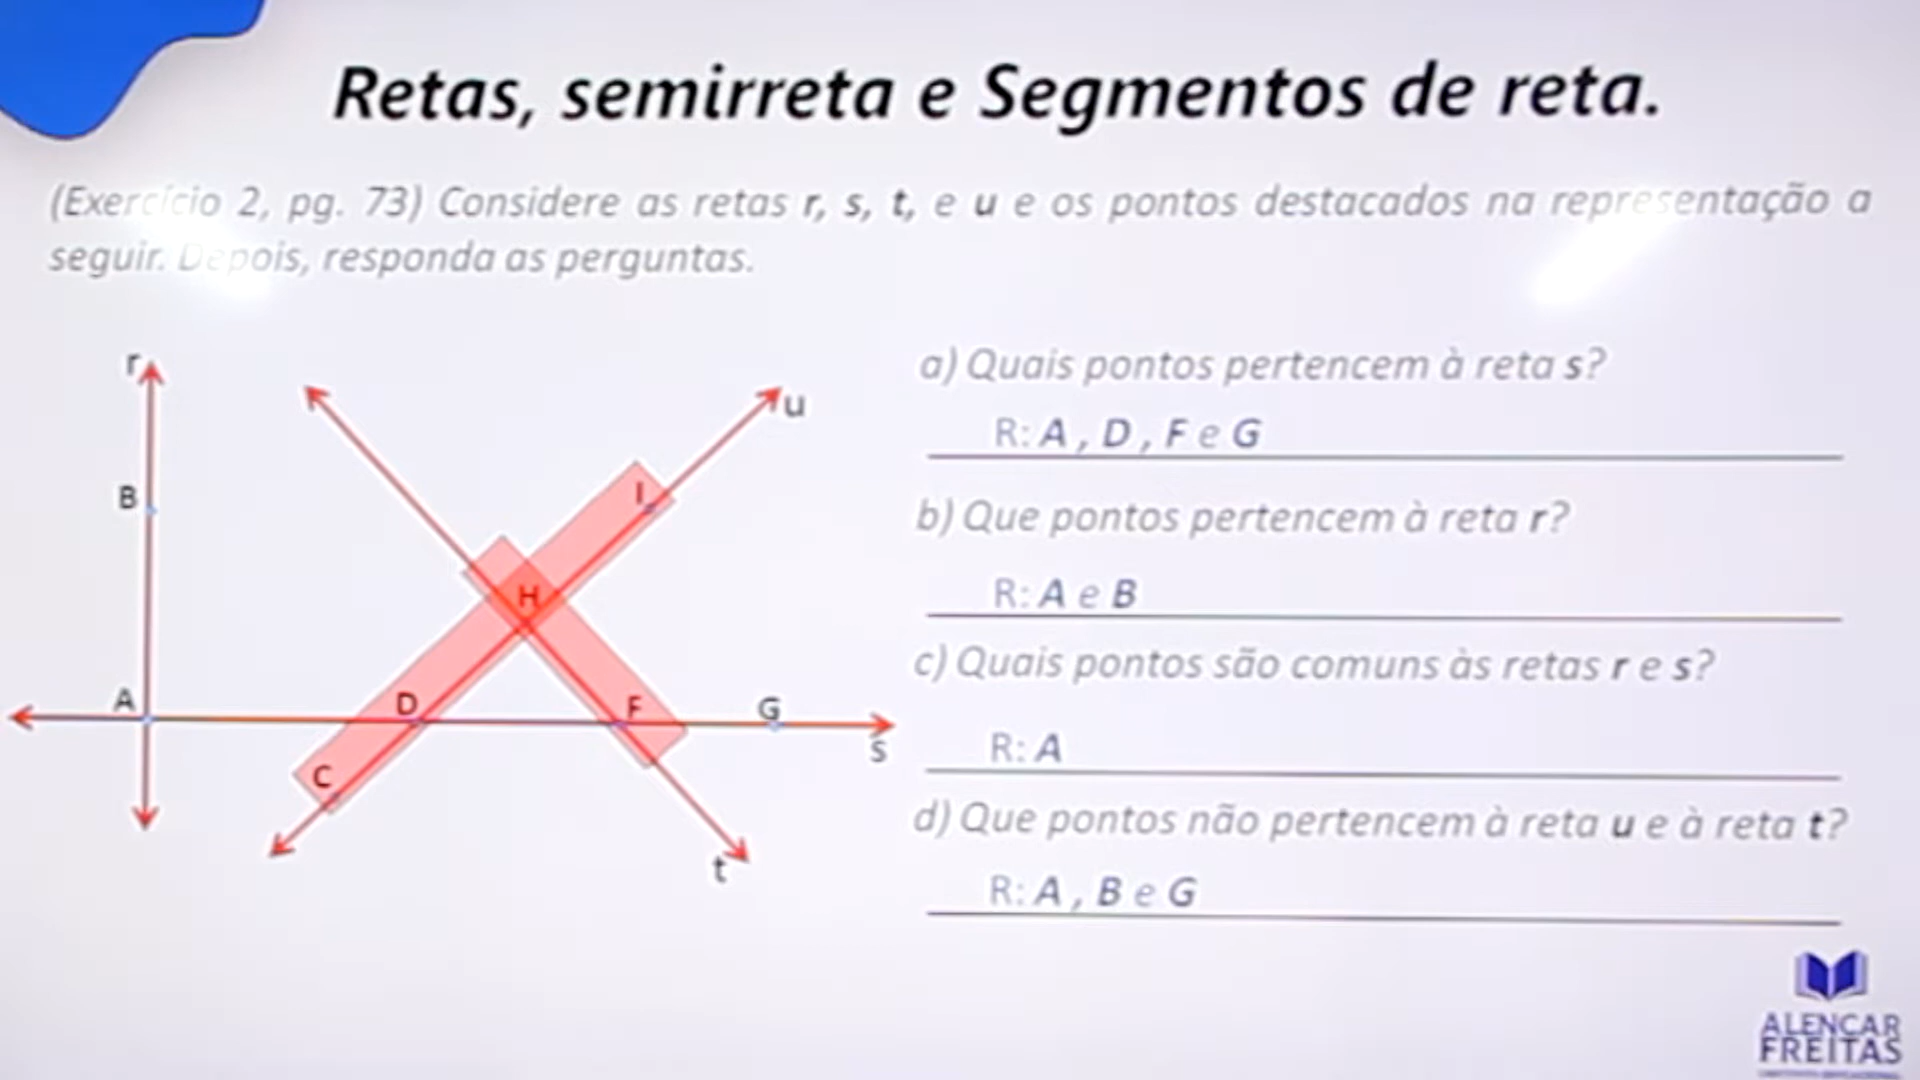 Retas, semirreta e Segmentos de reta.
(Exercício 2, pg. 73) Considere as retas r, s, t, e u e os pontos destacados na representação a
seguir. Depois, responda as perguntas.
r
u
B
I
H
A
D
F
G
s
C
t
a) Quais pontos pertencem à reta s?
R: A , D , F e G
b) Que pontos pertencem à reta r?
R: A e B
c) Quais pontos são comuns às retas r e s?
R: A
d) Que pontos não pertencem à reta u e à reta t?
R: A , B e G
ALENCAR
FREITAS